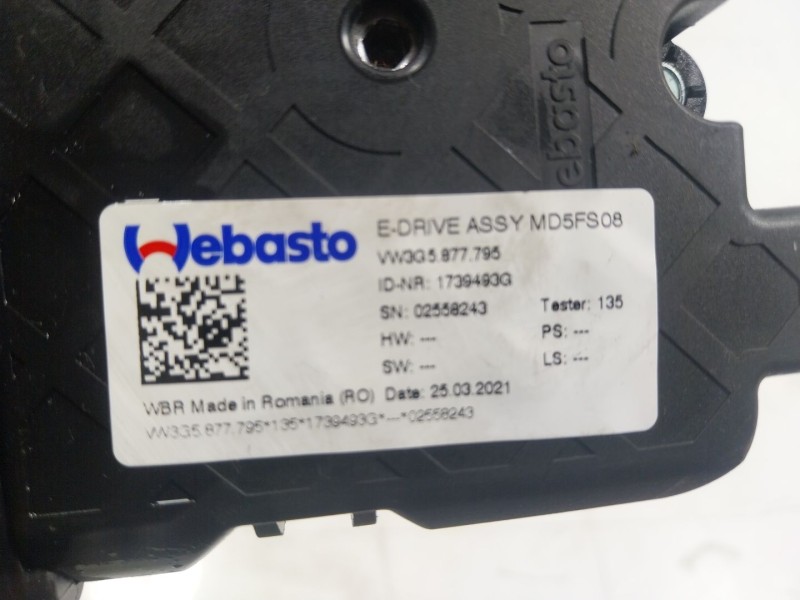 ebasto
Webasto
E-DRIVE ASSY MD5FS08
VW3G5.877.795
ID-NR: 1739493G
SN: 02558243 Tester: 135
HW: --- PS: ---
SW: --- LS: ---
WBR Made in Romania (RO) Date: 25.03.2021
VW3G5.877.795*135*1739493G*---*02558243